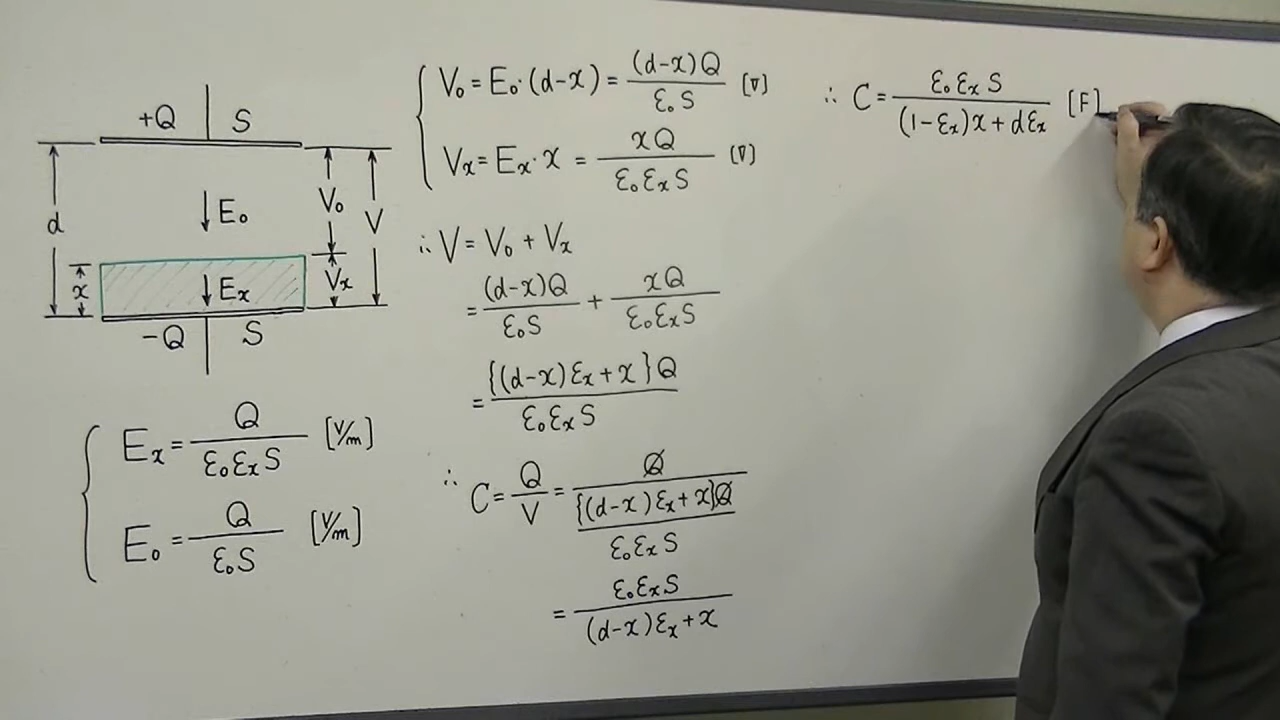 +Q S
d
↓ E₀
V₀
V
x
↓ Eₓ
Vₓ
−Q S
Eₓ = Q / ε₀εₓS [V/m]
E₀ = Q / ε₀S [V/m]
V₀ = E₀·(d−x) = (d−x)Q / ε₀S [V]
Vₓ = Eₓ·x = xQ / ε₀εₓS [V]
∴ V = V₀ + Vₓ
= (d−x)Q / ε₀S + xQ / ε₀εₓS
= {(d−x)εₓ+x}Q / ε₀εₓS
∴ C = Q / V = Q / ({(d−x)εₓ+x}Q / ε₀εₓS)
= ε₀εₓS / (d−x)εₓ+x
∴ C = ε₀εₓS / (1−εₓ)x+dεₓ [F]